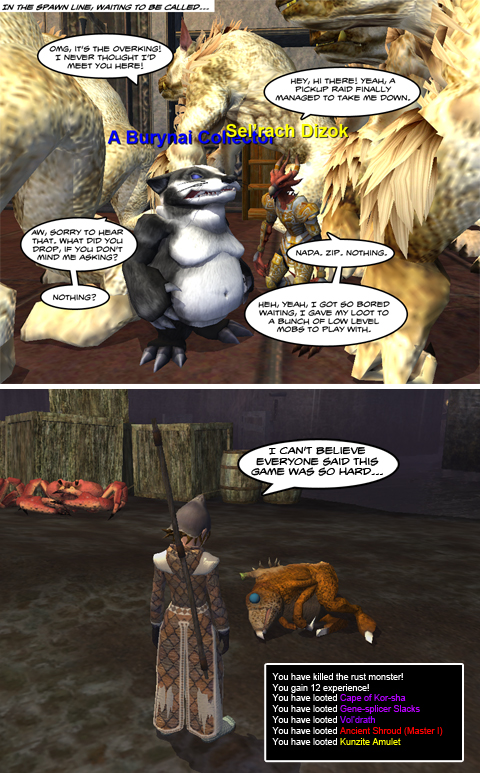 IN THE SPAWN LINE, WAITING TO BE CALLED...
OMG, IT'S THE OVERKING!
I NEVER THOUGHT I'D
MEET YOU HERE!
HEY, HI THERE! YEAH, A
PICKUP RAID FINALLY
MANAGED TO TAKE ME DOWN.
A Burynai Collector
Sel'rach Dizok
AW, SORRY TO HEAR
THAT. WHAT DID YOU
DROP, IF YOU DON'T
MIND ME ASKING?
NADA. ZIP. NOTHING.
NOTHING?
HEH, YEAH, I GOT SO BORED
WAITING, I GAVE MY LOOT TO
A BUNCH OF LOW LEVEL
MOBS TO PLAY WITH.
I CAN'T BELIEVE
EVERYONE SAID THIS
GAME WAS SO HARD...
You have killed the rust monster!
You gain 12 experience!
You have looted Cape of Kor-sha
You have looted Gene-splicer Slacks
You have looted Vol'drath
You have looted Ancient Shroud (Master I)
You have looted Kunzite Amulet